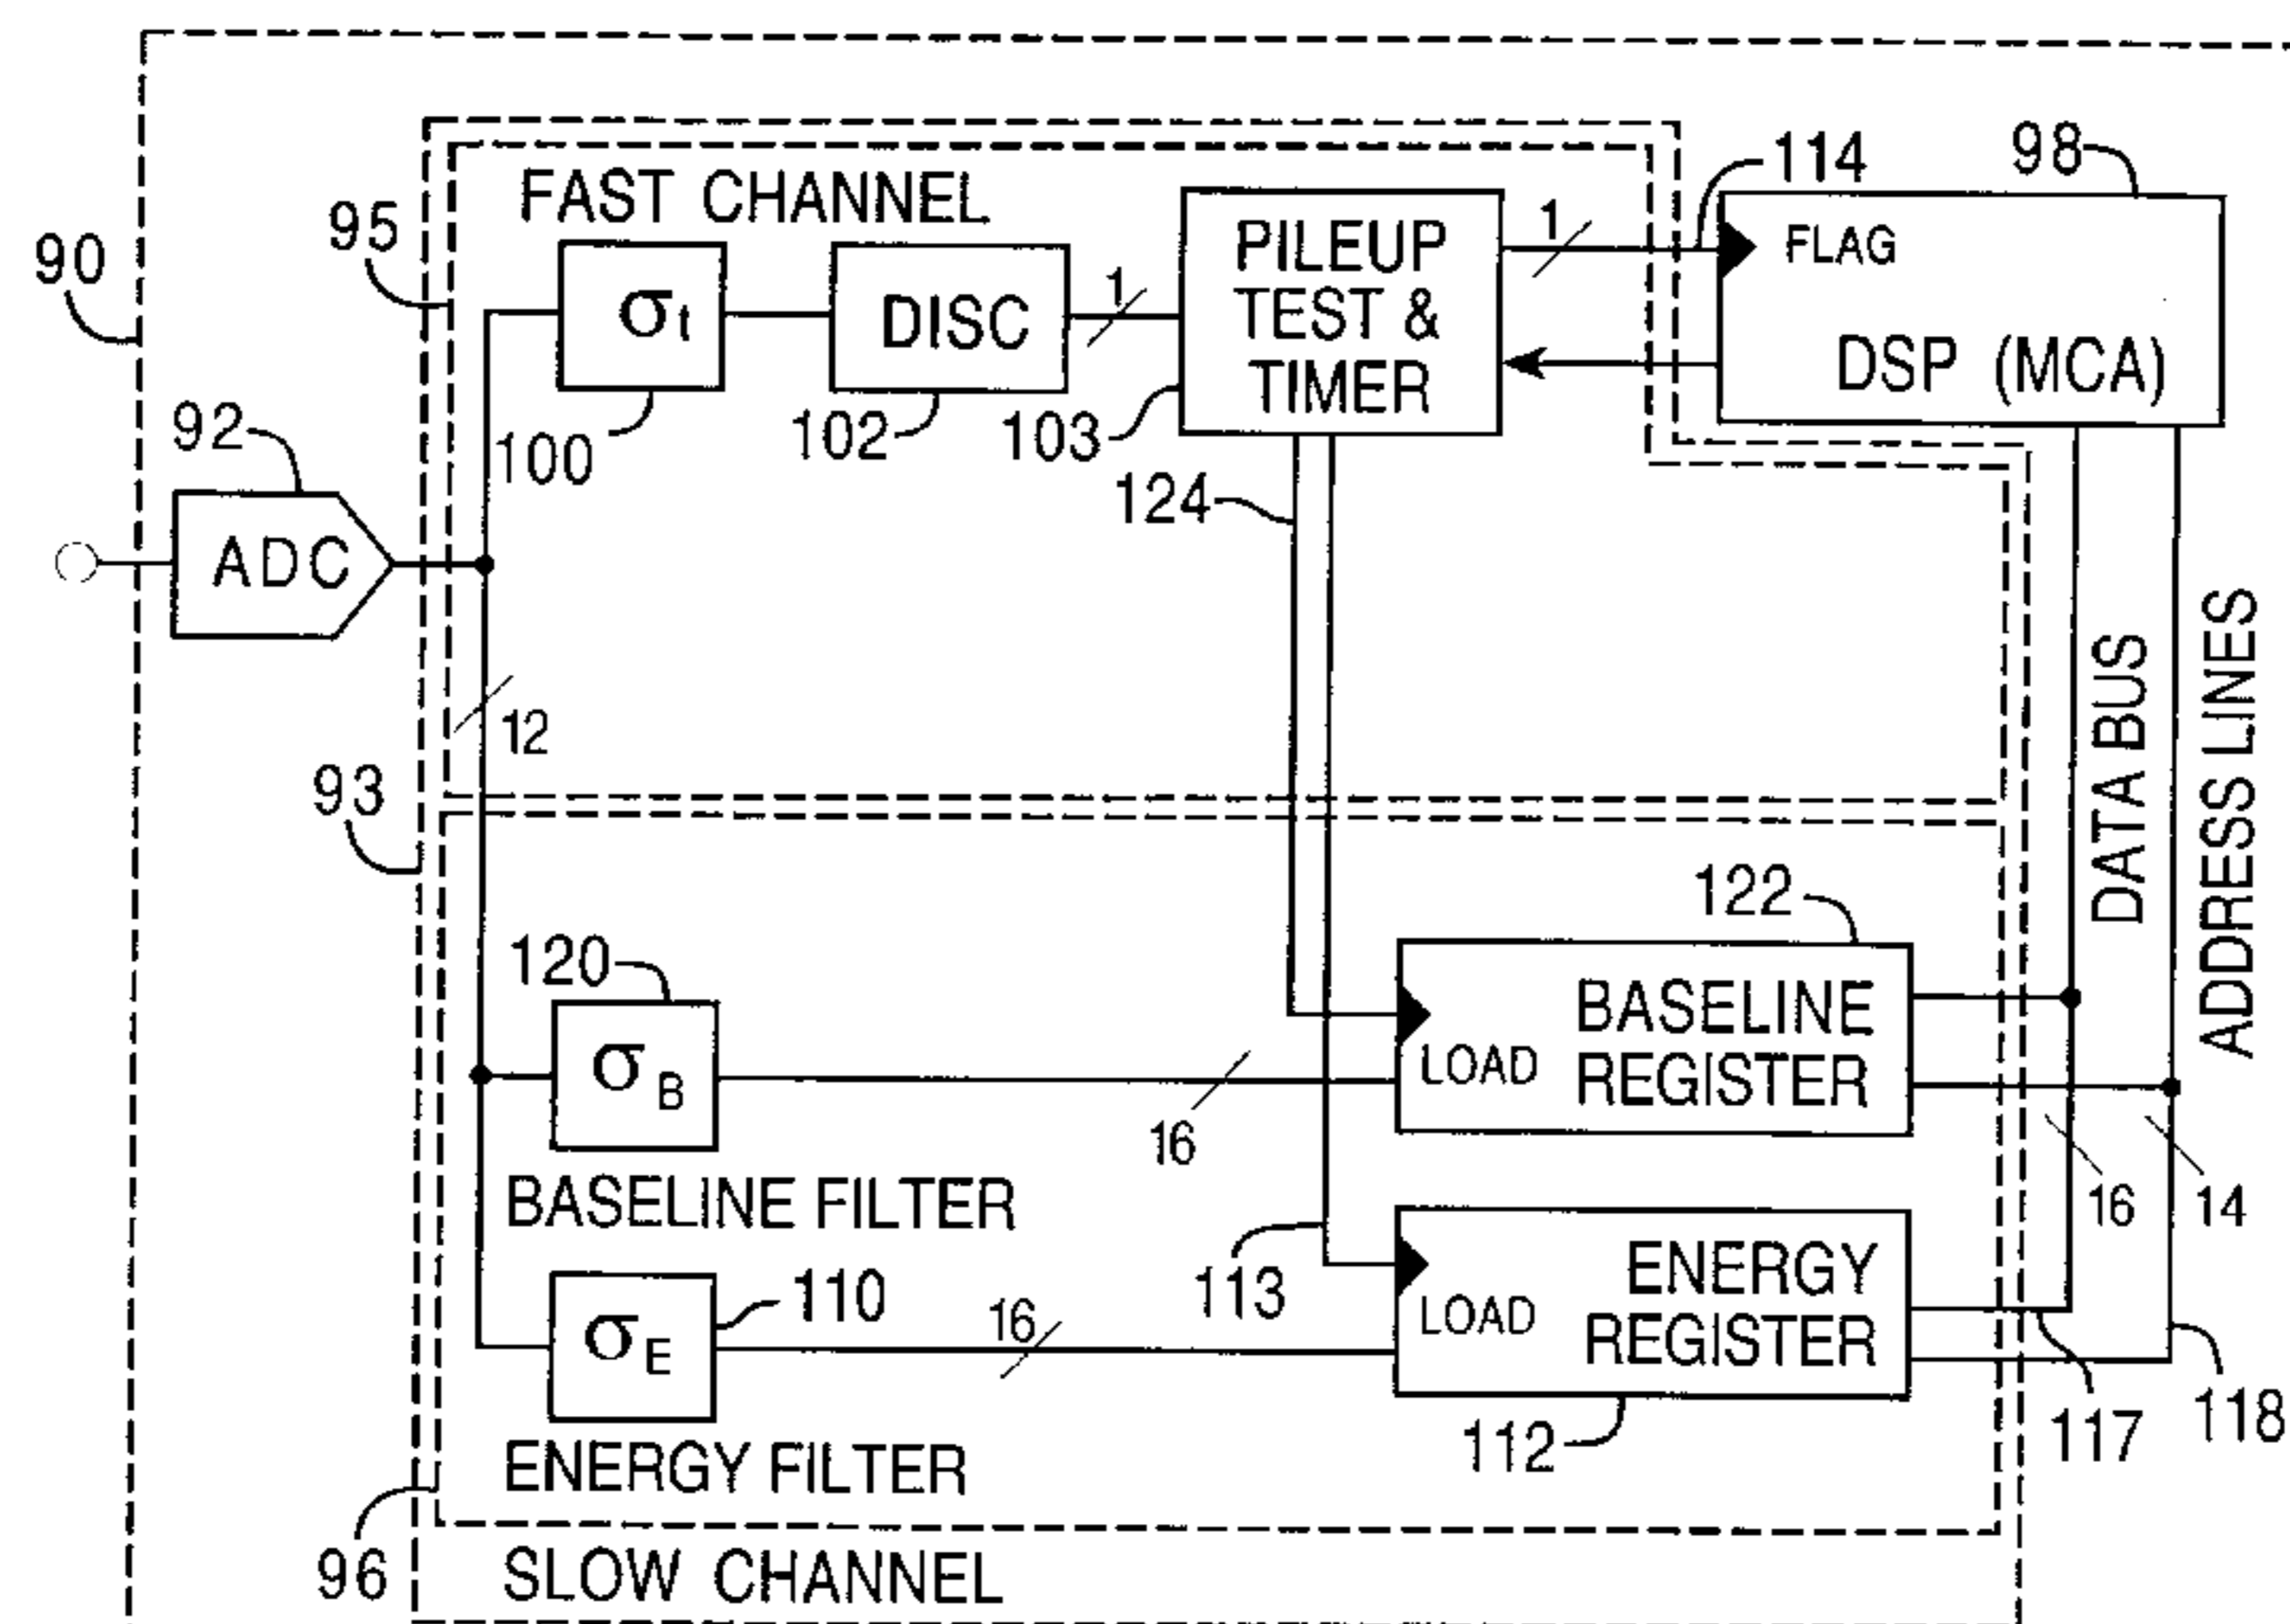 98
114
FAST CHANNEL
95
90
1
PILEUP
TEST &
TIMER
FLAG
DSP (MCA)
σt
DISC
1
92
100
102
103
124
ADC
12
DATA BUS
ADDRESS LINES
93
122
120
BASELINE
REGISTER
LOAD
σB
16
16
14
BASELINE FILTER
113
ENERGY
REGISTER
LOAD
110
σE
16
112
117
118
ENERGY FILTER
96
SLOW CHANNEL